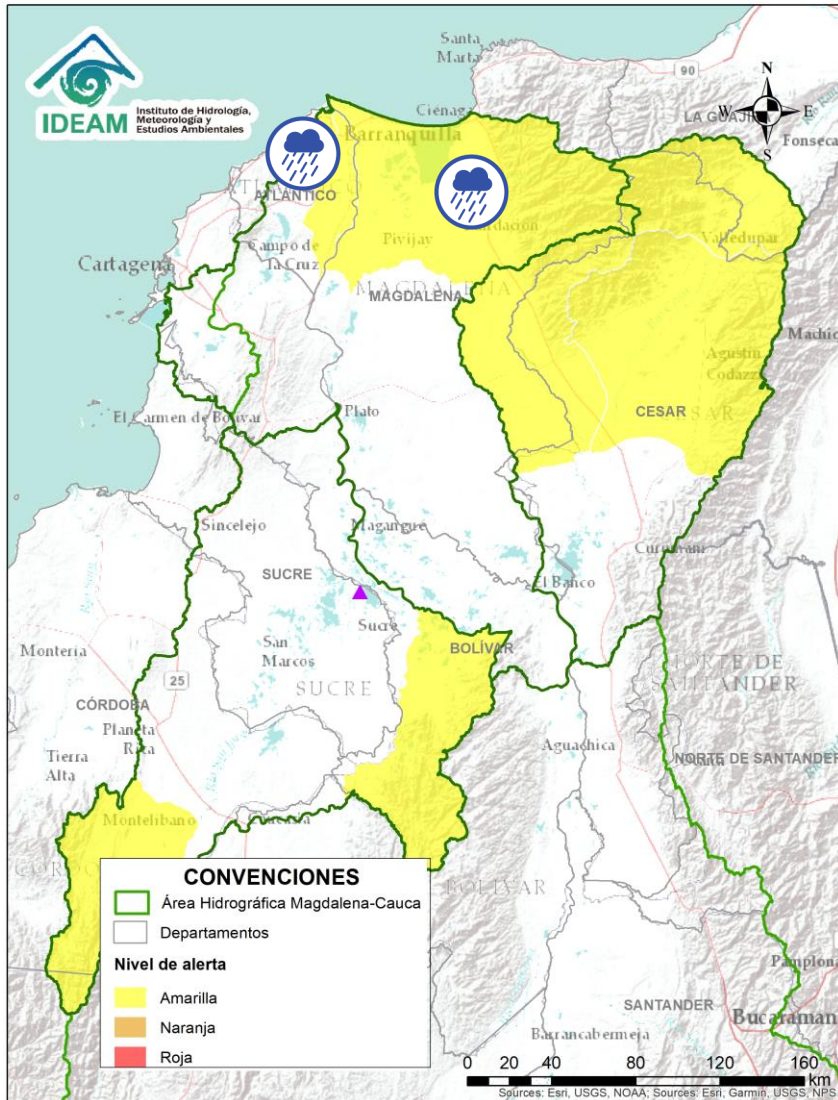 IDEAM
Instituto de Hidrología,
Meteorología y
Estudios Ambientales
Santa
Marta
90
N
W
E
S
LA GUAJI
Fonseca
Ciénaga
Barranquilla
ATLÁNTICO
Pivijay
Valledupar
Campo de
la Cruz
Cartagena
MAGDALENA
Agustín
Codazzi
CESAR
El Carmen de Bolívar
Plato
Sincelejo
Magangue
Curumaní
SUCRE
El Banco
Sucre
San
Marcos
BOLÍVAR
Montería
NORTE DE
SANTANDER
25
SUCRE
CÓRDOBA
Planeta
Rica
Aguachica
NORTE DE SANTANDER
Tierra
Alta
Montelíbano
BOLÍVAR
CONVENCIONES
Área Hidrográfica Magdalena-Cauca
Departamentos
Nivel de alerta
Amarilla
Naranja
Roja
Pamplona
SANTANDER
Bucaraman
Barrancabermeja
0 20 40 80 120 160
km
Sources: Esri, USGS, NOAA; Sources: Esri, Garmin, USGS, NPS